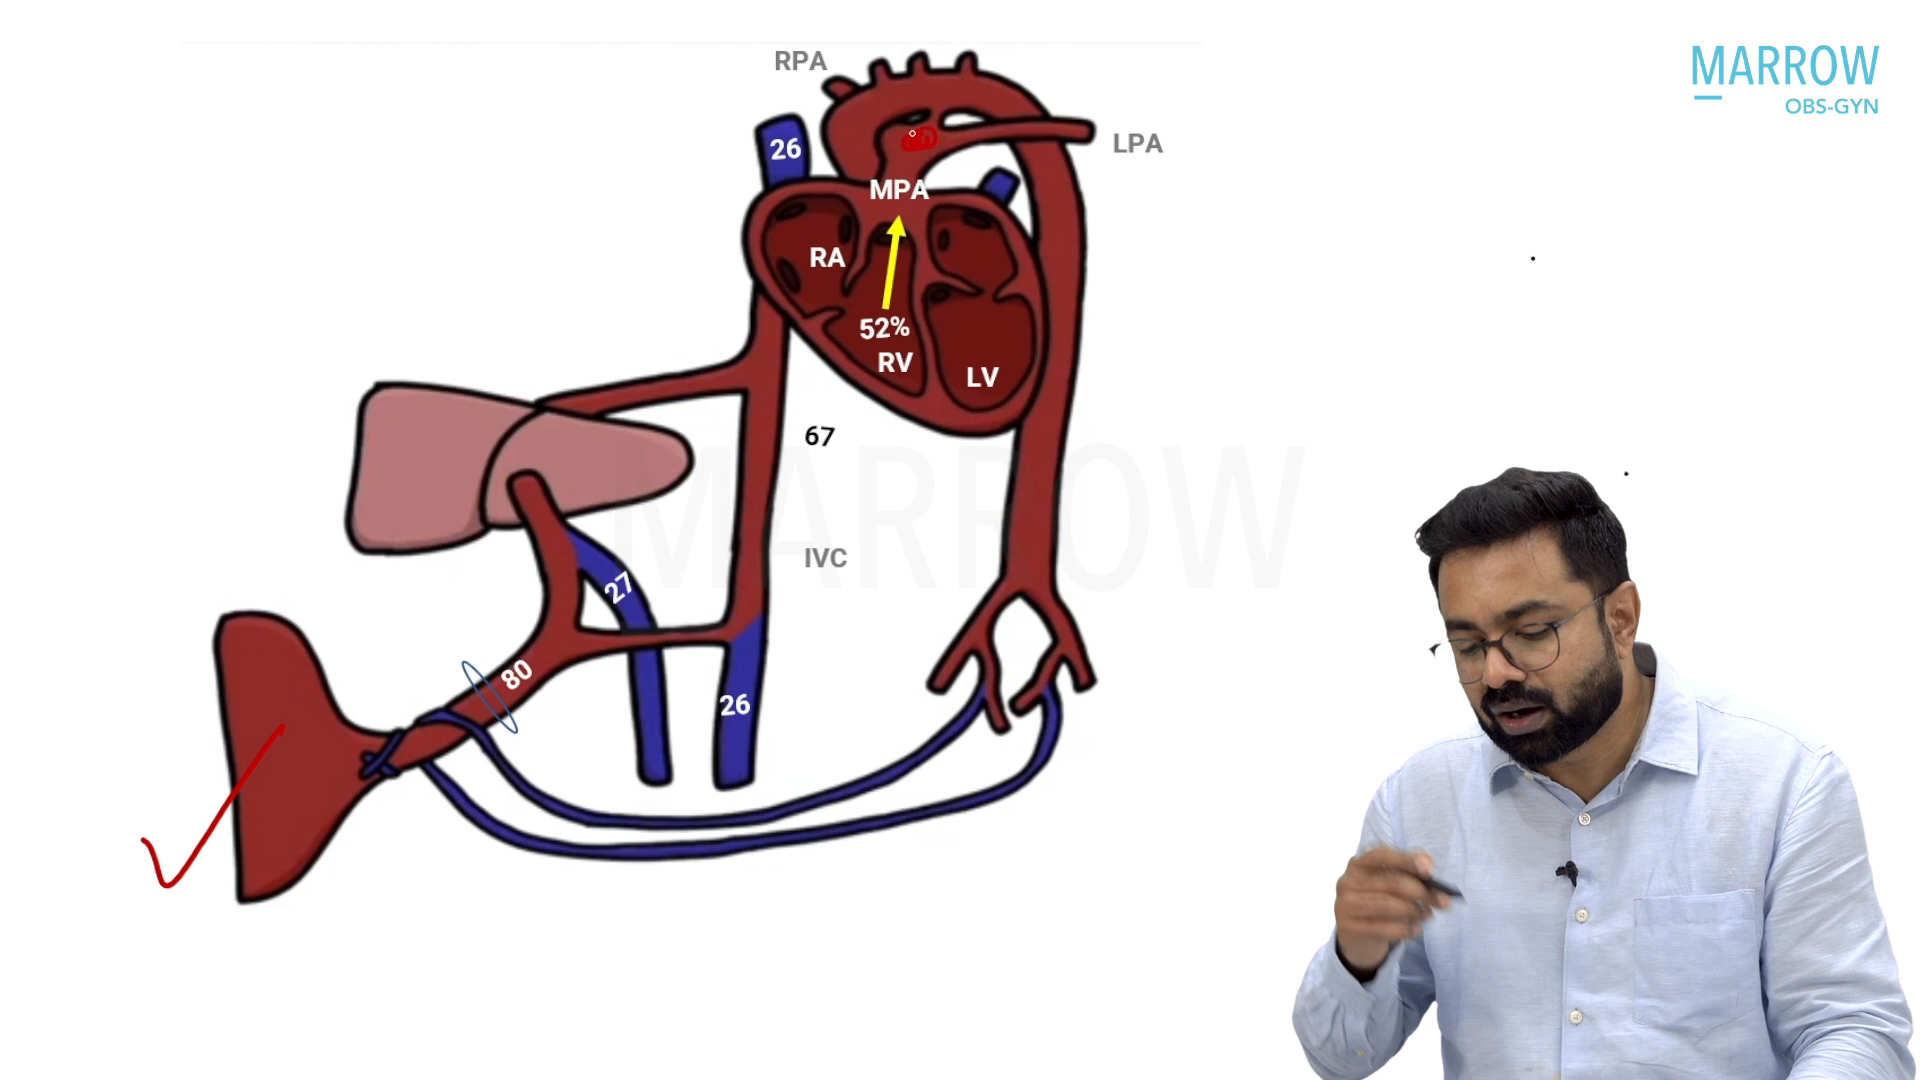 MARROW
OBS-GYN
RPA
LPA
26
MPA
RA
52%
RV
LV
67
IVC
27
80
26
MARROW